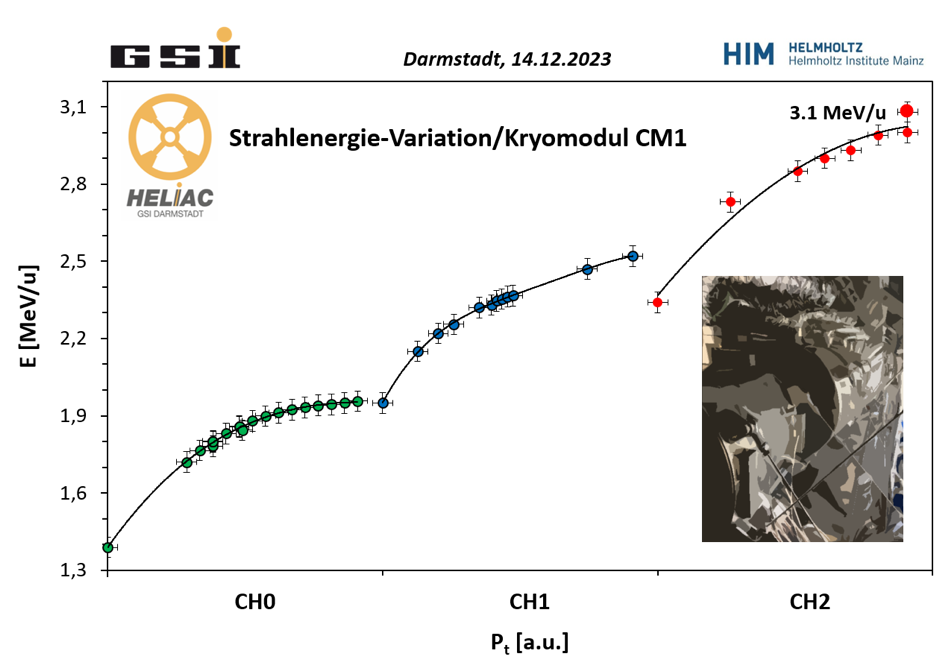 GSI
Darmstadt, 14.12.2023
HIM
HELMHOLTZ
Helmholtz Institute Mainz
HELIAC
GSI DARMSTADT
Strahlenergie-Variation/Kryomodul CM1
3.1 MeV/u
E [MeV/u]
3,1
2,8
2,5
2,2
1,9
1,6
1,3
CH0
CH1
CH2
Pt [a.u.]